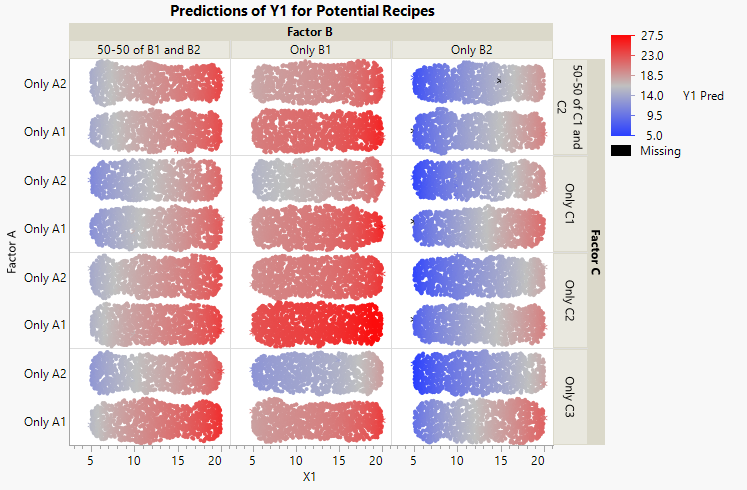 Predictions of Y1 for Potential Recipes
Factor B
50-50 of B1 and B2 Only B1 Only B2
Only A2
Only A1
Only A2
Only A1
Only A2
Only A1
Only A2
Only A1
Factor A
50-50 of C1 and
C2
Only C1
Only C2
Only C3
Factor C
5 10 15 20 5 10 15 20 5 10 15 20
X1
27.5
23.0
18.5
14.0
9.5
5.0
Y1 Pred
Missing